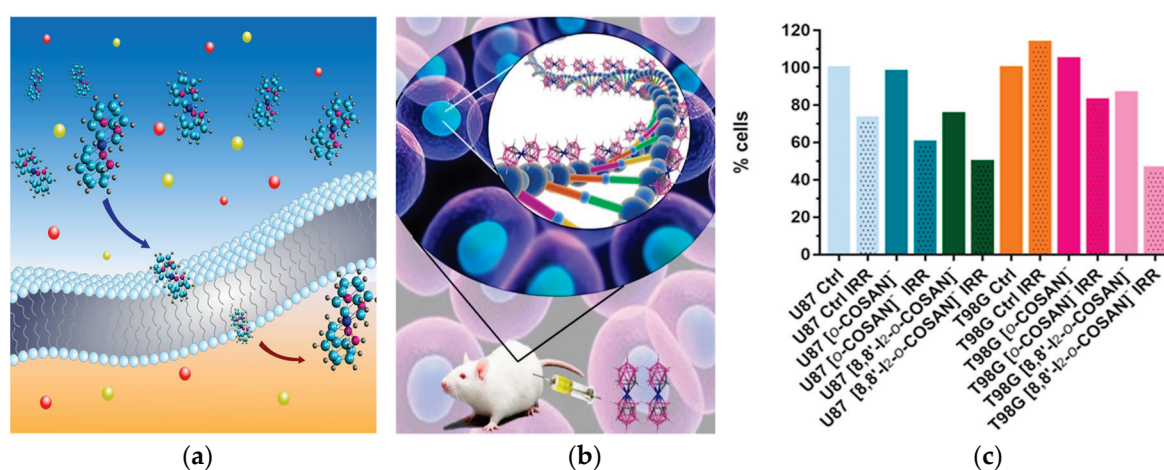 % cells
120
100
80
60
40
20
0
U87 Ctrl
U87 Ctrl IRR
U87 [o-COSAN]⁻
U87 [o-COSAN]⁻ IRR
U87 [8,8'-I₂-o-COSAN]⁻
U87 [8,8'-I₂-o-COSAN]⁻ IRR
T98G Ctrl
T98G Ctrl IRR
T98G [o-COSAN]⁻
T98G [o-COSAN]⁻ IRR
T98G [8,8'-I₂-o-COSAN]⁻
T98G [8,8'-I₂-o-COSAN]⁻ IRR
(a)
(b)
(c)